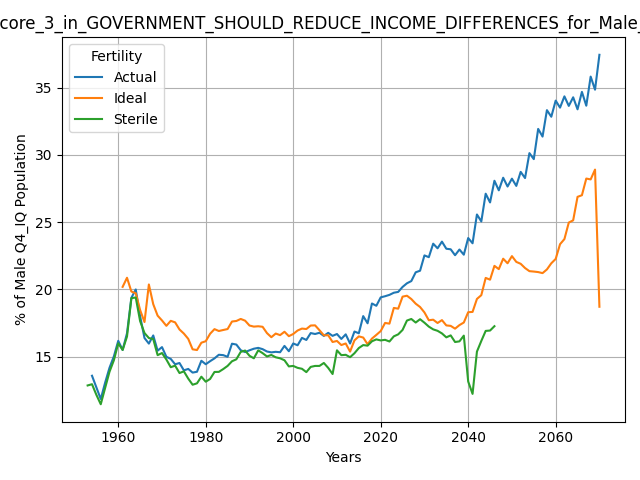 core_3_in_GOVERNMENT_SHOULD_REDUCE_INCOME_DIFFERENCES_for_Male_
Fertility
Actual
Ideal
Sterile
% of Male Q4_IQ Population
35
30
25
20
15
1960 1980 2000 2020 2040 2060
Years